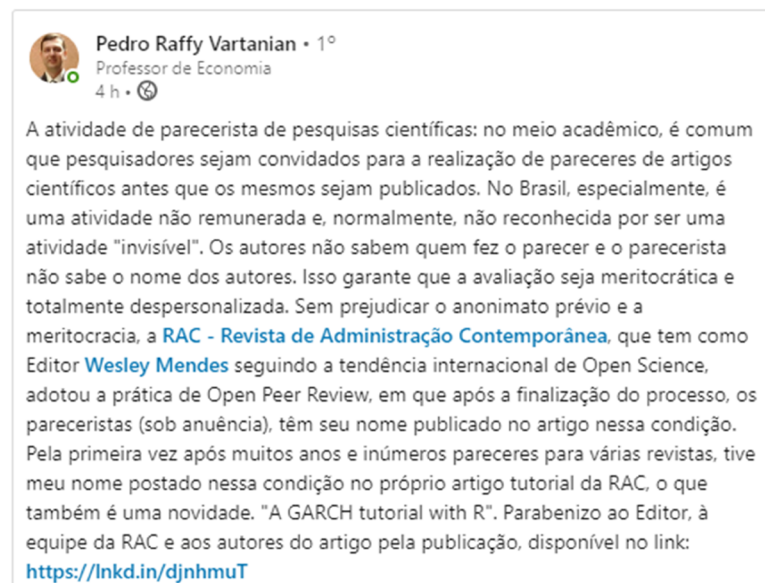 Pedro Raffy Vartanian • 1º
Professor de Economia
4 h •
A atividade de parecerista de pesquisas científicas: no meio acadêmico, é comum
que pesquisadores sejam convidados para a realização de pareceres de artigos
científicos antes que os mesmos sejam publicados. No Brasil, especialmente, é
uma atividade não remunerada e, normalmente, não reconhecida por ser uma
atividade "invisível". Os autores não sabem quem fez o parecer e o parecerista
não sabe o nome dos autores. Isso garante que a avaliação seja meritocrática e
totalmente despersonalizada. Sem prejudicar o anonimato prévio e a
meritocracia, a RAC - Revista de Administração Contemporânea, que tem como
Editor Wesley Mendes seguindo a tendência internacional de Open Science,
adotou a prática de Open Peer Review, em que após a finalização do processo, os
pareceristas (sob anuência), têm seu nome publicado no artigo nessa condição.
Pela primeira vez após muitos anos e inúmeros pareceres para várias revistas, tive
meu nome postado nessa condição no próprio artigo tutorial da RAC, o que
também é uma novidade. "A GARCH tutorial with R". Parabenizo ao Editor, à
equipe da RAC e aos autores do artigo pela publicação, disponível no link:
https://lnkd.in/djnhmuT